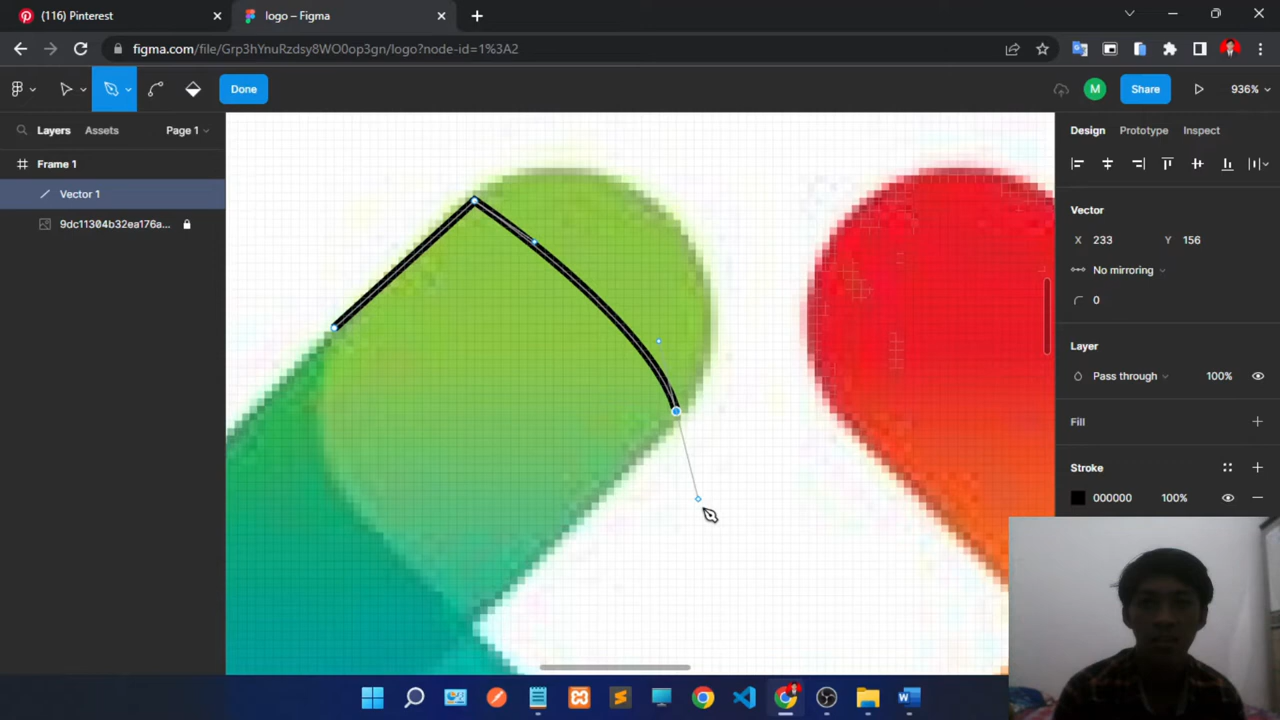 (116) Pinterest
logo – Figma
figma.com/file/Grp3hYnuRzdsy8WO0op3gn/logo?node-id=1%3A2
Done
M
Share
936%
Layers
Assets
Page 1
Design
Prototype
Inspect
Frame 1
Vector 1
9dc11304b32ea176a...
Vector
X 233
Y 156
No mirroring
0
Layer
Pass through
100%
Fill
Stroke
000000
100%